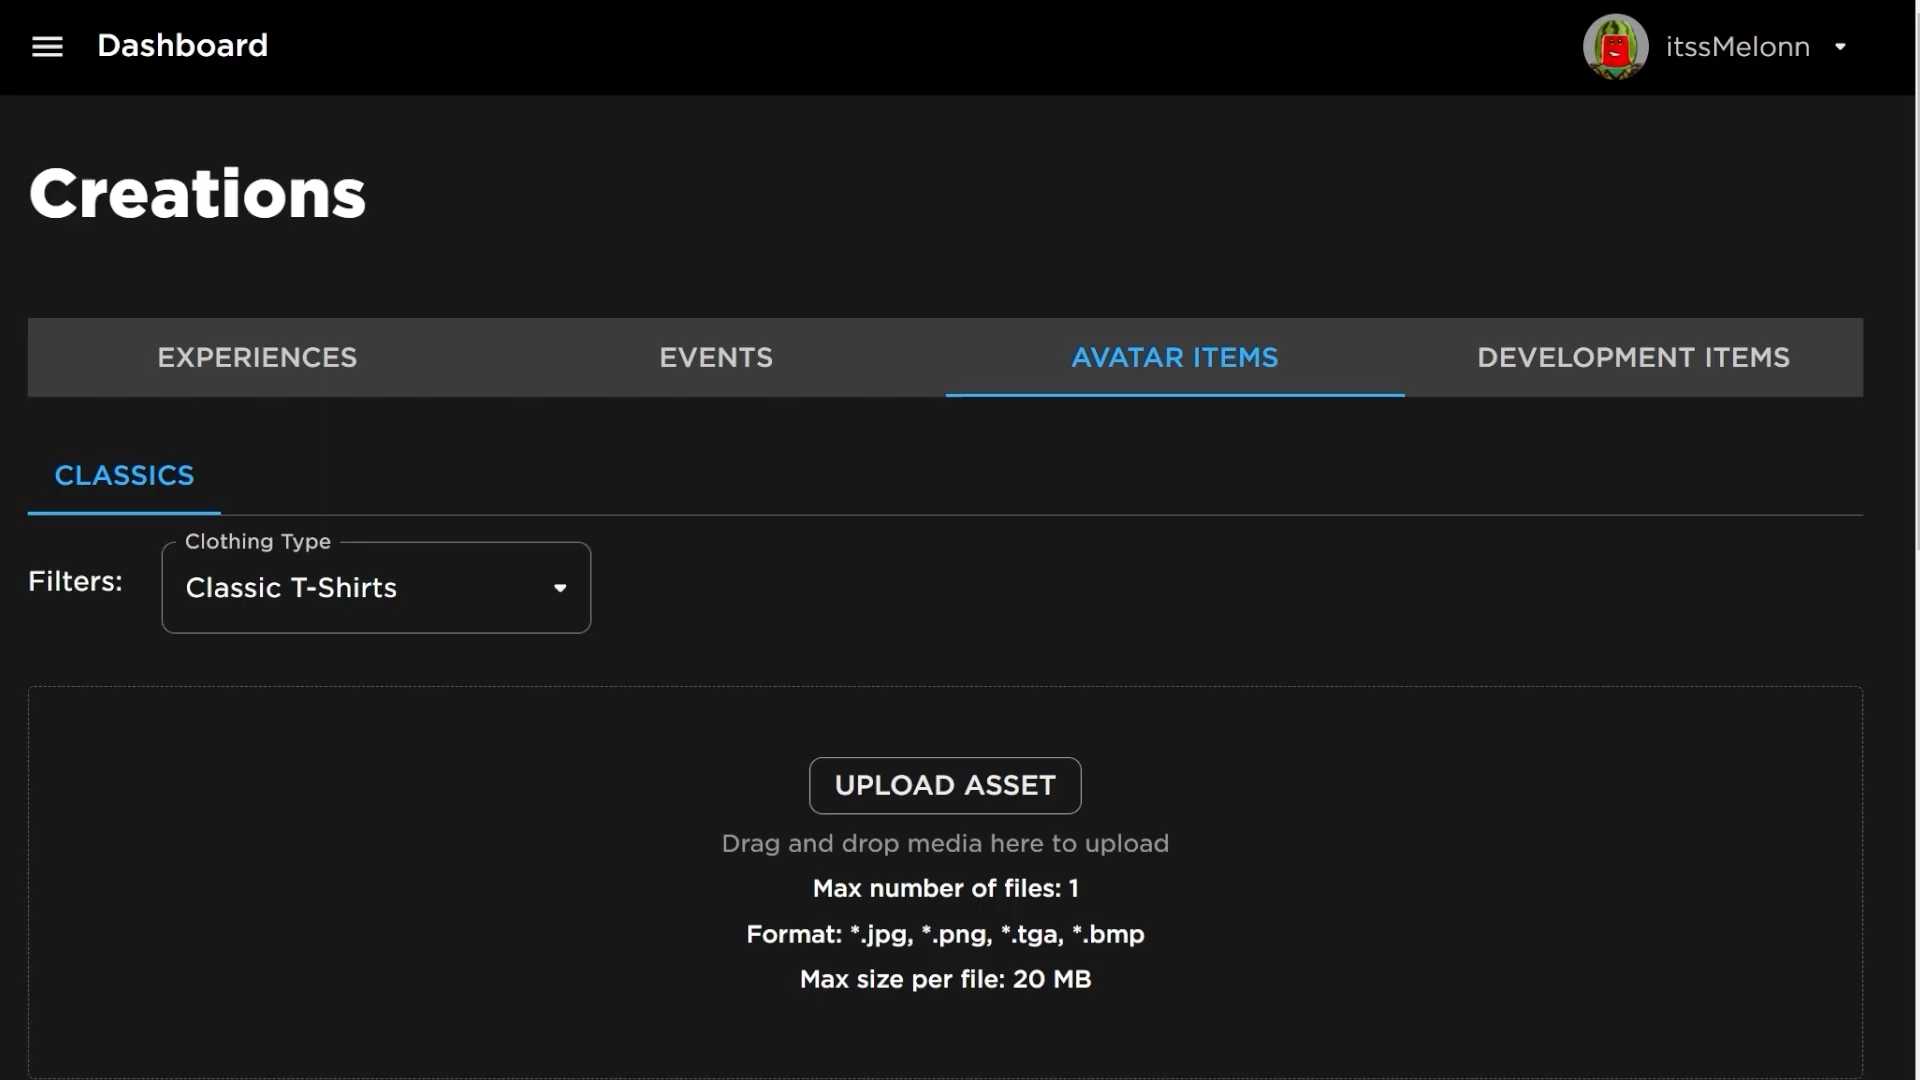 Dashboard
itssMelonn
Creations
EXPERIENCES
EVENTS
AVATAR ITEMS
DEVELOPMENT ITEMS
CLASSICS
Clothing Type
Filters:
Classic T-Shirts
UPLOAD ASSET
Drag and drop media here to upload
Max number of files: 1
Format: *.jpg, *.png, *.tga, *.bmp
Max size per file: 20 MB